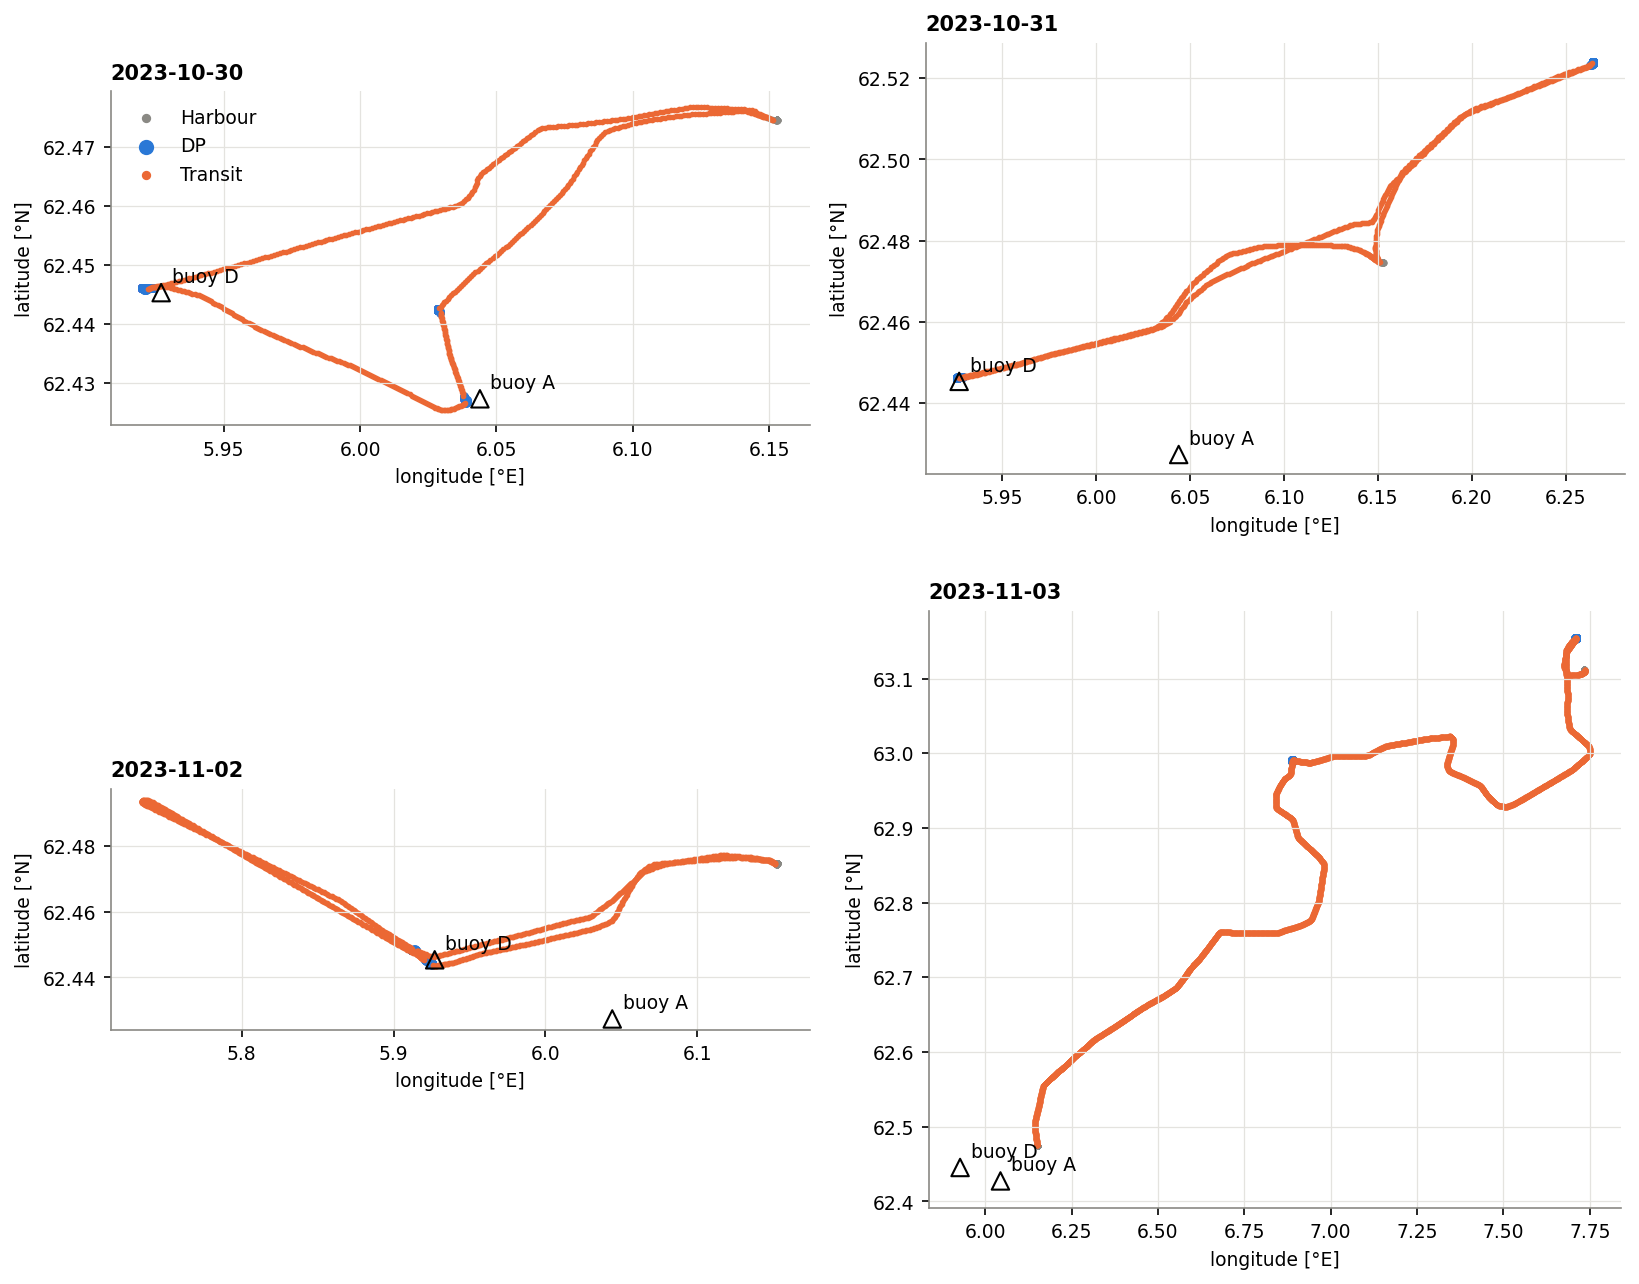 2023-10-30
Harbour
DP
Transit
62.47
62.46
62.45
62.44
62.43
buoy D
buoy A
5.95
6.00
6.05
6.10
6.15
longitude [°E]
latitude [°N]
2023-10-31
62.52
62.50
62.48
62.46
62.44
buoy D
buoy A
5.95
6.00
6.05
6.10
6.15
6.20
6.25
longitude [°E]
latitude [°N]
2023-11-02
62.48
62.46
62.44
buoy D
buoy A
5.8
5.9
6.0
6.1
longitude [°E]
latitude [°N]
2023-11-03
63.1
63.0
62.9
62.8
62.7
62.6
62.5
62.4
buoy D
buoy A
6.00
6.25
6.50
6.75
7.00
7.25
7.50
7.75
longitude [°E]
latitude [°N]